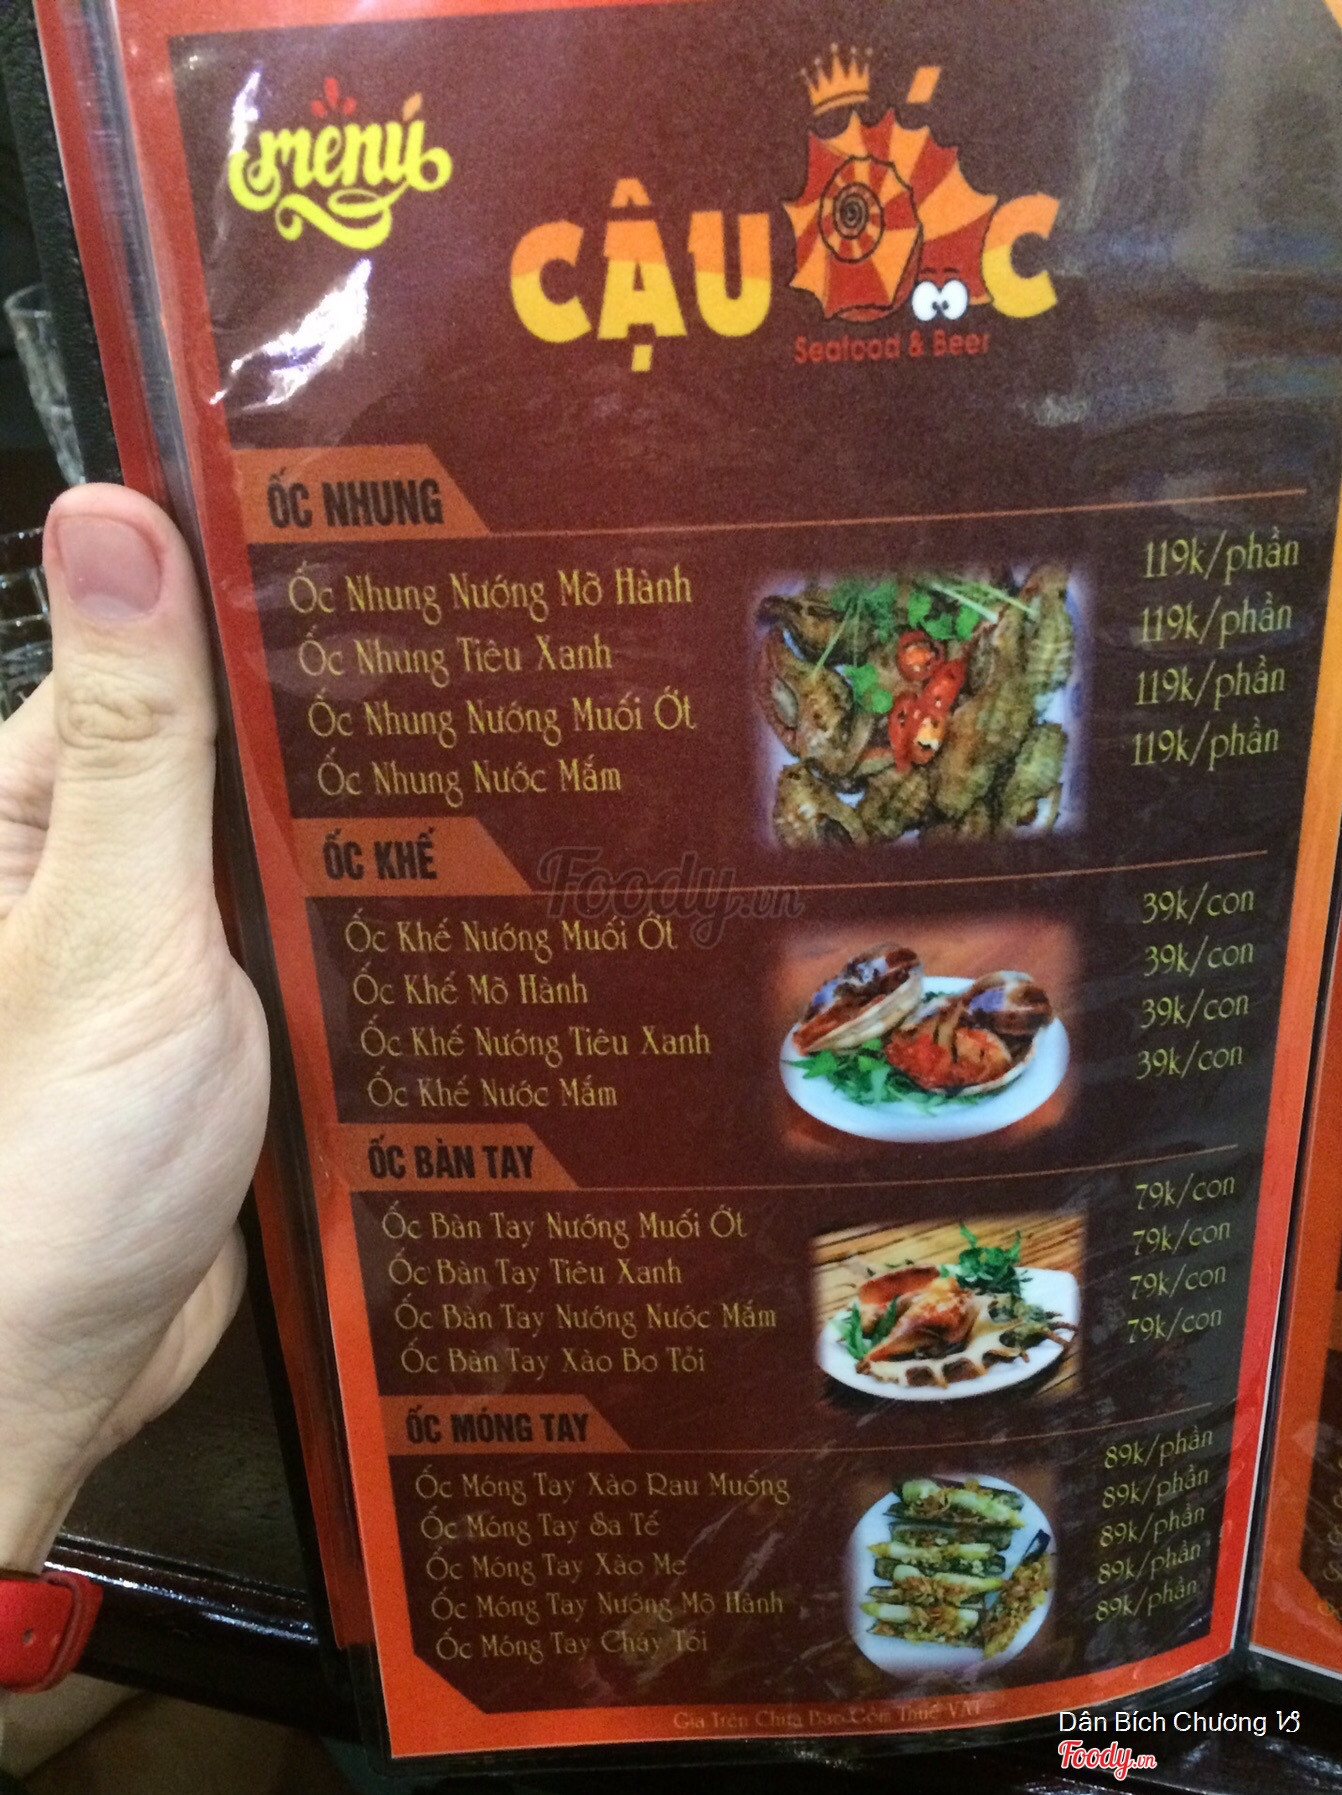 menu
CẬU ỐC
Seafood & Beer
ỐC NHUNG
Ốc Nhung Nướng Mỡ Hành 119k/phần
Ốc Nhung Tiêu Xanh 119k/phần
Ốc Nhung Nướng Muối Ớt 119k/phần
Ốc Nhung Nước Mắm 119k/phần
ỐC KHẾ
Ốc Khế Nướng Muối Ớt 39k/con
Ốc Khế Mỡ Hành 39k/con
Ốc Khế Nướng Tiêu Xanh 39k/con
Ốc Khế Nước Mắm 39k/con
ỐC BÀN TAY
Ốc Bàn Tay Nướng Muối Ớt 79k/con
Ốc Bàn Tay Tiêu Xanh 79k/con
Ốc Bàn Tay Nướng Nước Mắm 79k/con
Ốc Bàn Tay Xào Bơ Tỏi 79k/con
ỐC MÓNG TAY
Ốc Móng Tay Xào Rau Muống 89k/phần
Ốc Móng Tay Sa Tế 89k/phần
Ốc Móng Tay Xào Me 89k/phần
Ốc Móng Tay Nướng Mỡ Hành 89k/phần
Ốc Móng Tay Cháy Tỏi 89k/phần
Giá Trên Chưa Bao Gồm Thuế VAT
Foody.vn
Dân Bích Chương
Foody.vn